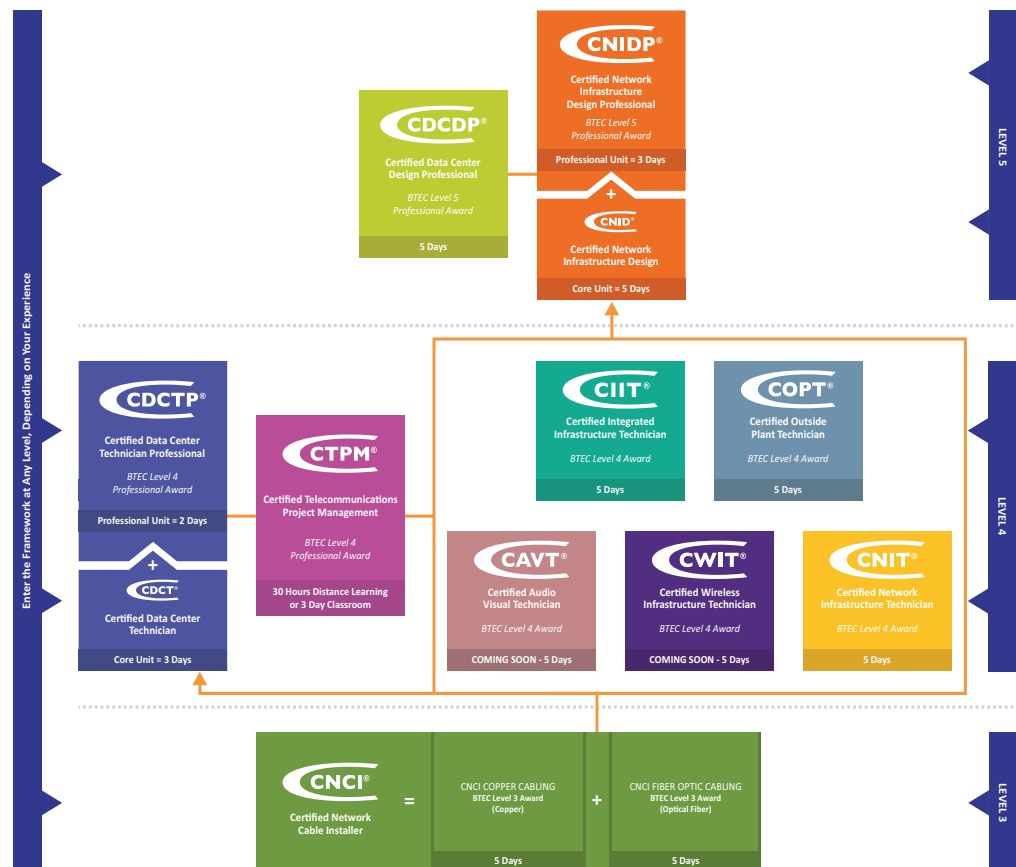 Enter the Framework at Any Level, Depending on Your Experience
CNIDP®
Certified Network
Infrastructure
Design Professional
BTEC Level 5
Professional Award
Professional Unit = 3 Days
+
CNID®
Certified Network
Infrastructure Design
Core Unit = 5 Days
CDCDP®
Certified Data Center
Design Professional
BTEC Level 5
Professional Award
5 Days
LEVEL 5
CDCTP®
Certified Data Center
Technician Professional
BTEC Level 4
Professional Award
Professional Unit = 2 Days
+
CDCT®
Certified Data Center
Technician
Core Unit = 3 Days
CTPM®
Certified Telecommunications
Project Management
BTEC Level 4
Professional Award
30 Hours Distance Learning
or 3 Day Classroom
CIIT®
Certified Integrated
Infrastructure Technician
BTEC Level 4 Award
5 Days
COPT®
Certified Outside
Plant Technician
BTEC Level 4 Award
5 Days
CAVT®
Certified Audio
Visual Technician
BTEC Level 4 Award
COMING SOON - 5 Days
CWIT®
Certified Wireless
Infrastructure Technician
BTEC Level 4 Award
COMING SOON - 5 Days
CNIT®
Certified Network
Infrastructure Technician
BTEC Level 4 Award
5 Days
LEVEL 4
CNCI®
Certified Network
Cable Installer
=
CNCI COPPER CABLING
BTEC Level 3 Award
(Copper)
5 Days
+
CNCI FIBER OPTIC CABLING
BTEC Level 3 Award
(Optical Fiber)
5 Days
LEVEL 3